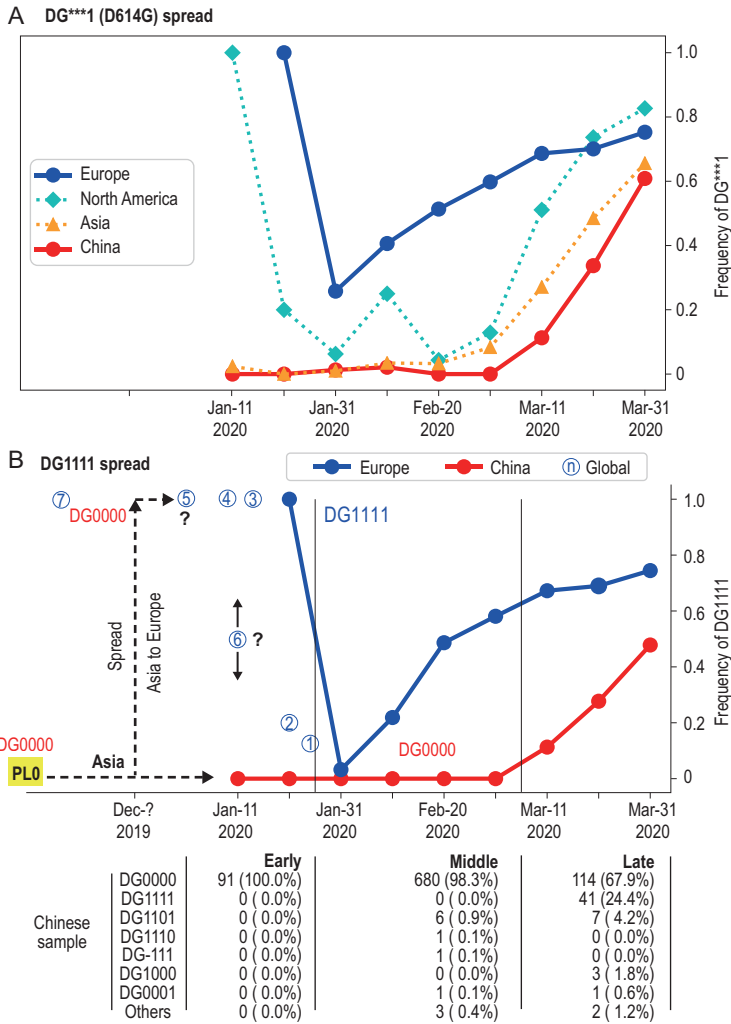 A DG***1 (D614G) spread
1.0
0.8
0.6
0.4
0.2
0
Frequency of DG***1
Europe
North America
Asia
China
Jan-11 Jan-31 Feb-20 Mar-11 Mar-31
2020 2020 2020 2020 2020
B DG1111 spread
Europe China n Global
7 5 4 3 1.0
DG0000 ? DG1111
0.8
Spread
Asia to Europe
6 ? 0.6
0.4
Frequency of DG1111
2 0.2
1
DG0000 DG0000
PL0 Asia 0
Dec-? Jan-11 Jan-31 Feb-20 Mar-11 Mar-31
2019 2020 2020 2020 2020 2020
Early Middle Late
Chinese
sample
DG0000 91 (100.0%) 680 (98.3%) 114 (67.9%)
DG1111 0 (0.0%) 0 (0.0%) 41 (24.4%)
DG1101 0 ( 0.0%) 6 ( 0.9%) 7 ( 4.2%)
DG1110 0 ( 0.0%) 1 ( 0.1%) 0 ( 0.0%)
DG-111 0 ( 0.0%) 1 ( 0.1%) 0 ( 0.0%)
DG1000 0 ( 0.0%) 0 ( 0.0%) 3 ( 1.8%)
DG0001 0 ( 0.0%) 1 ( 0.1%) 1 ( 0.6%)
Others 0 ( 0.0%) 3 ( 0.4%) 2 ( 1.2%)